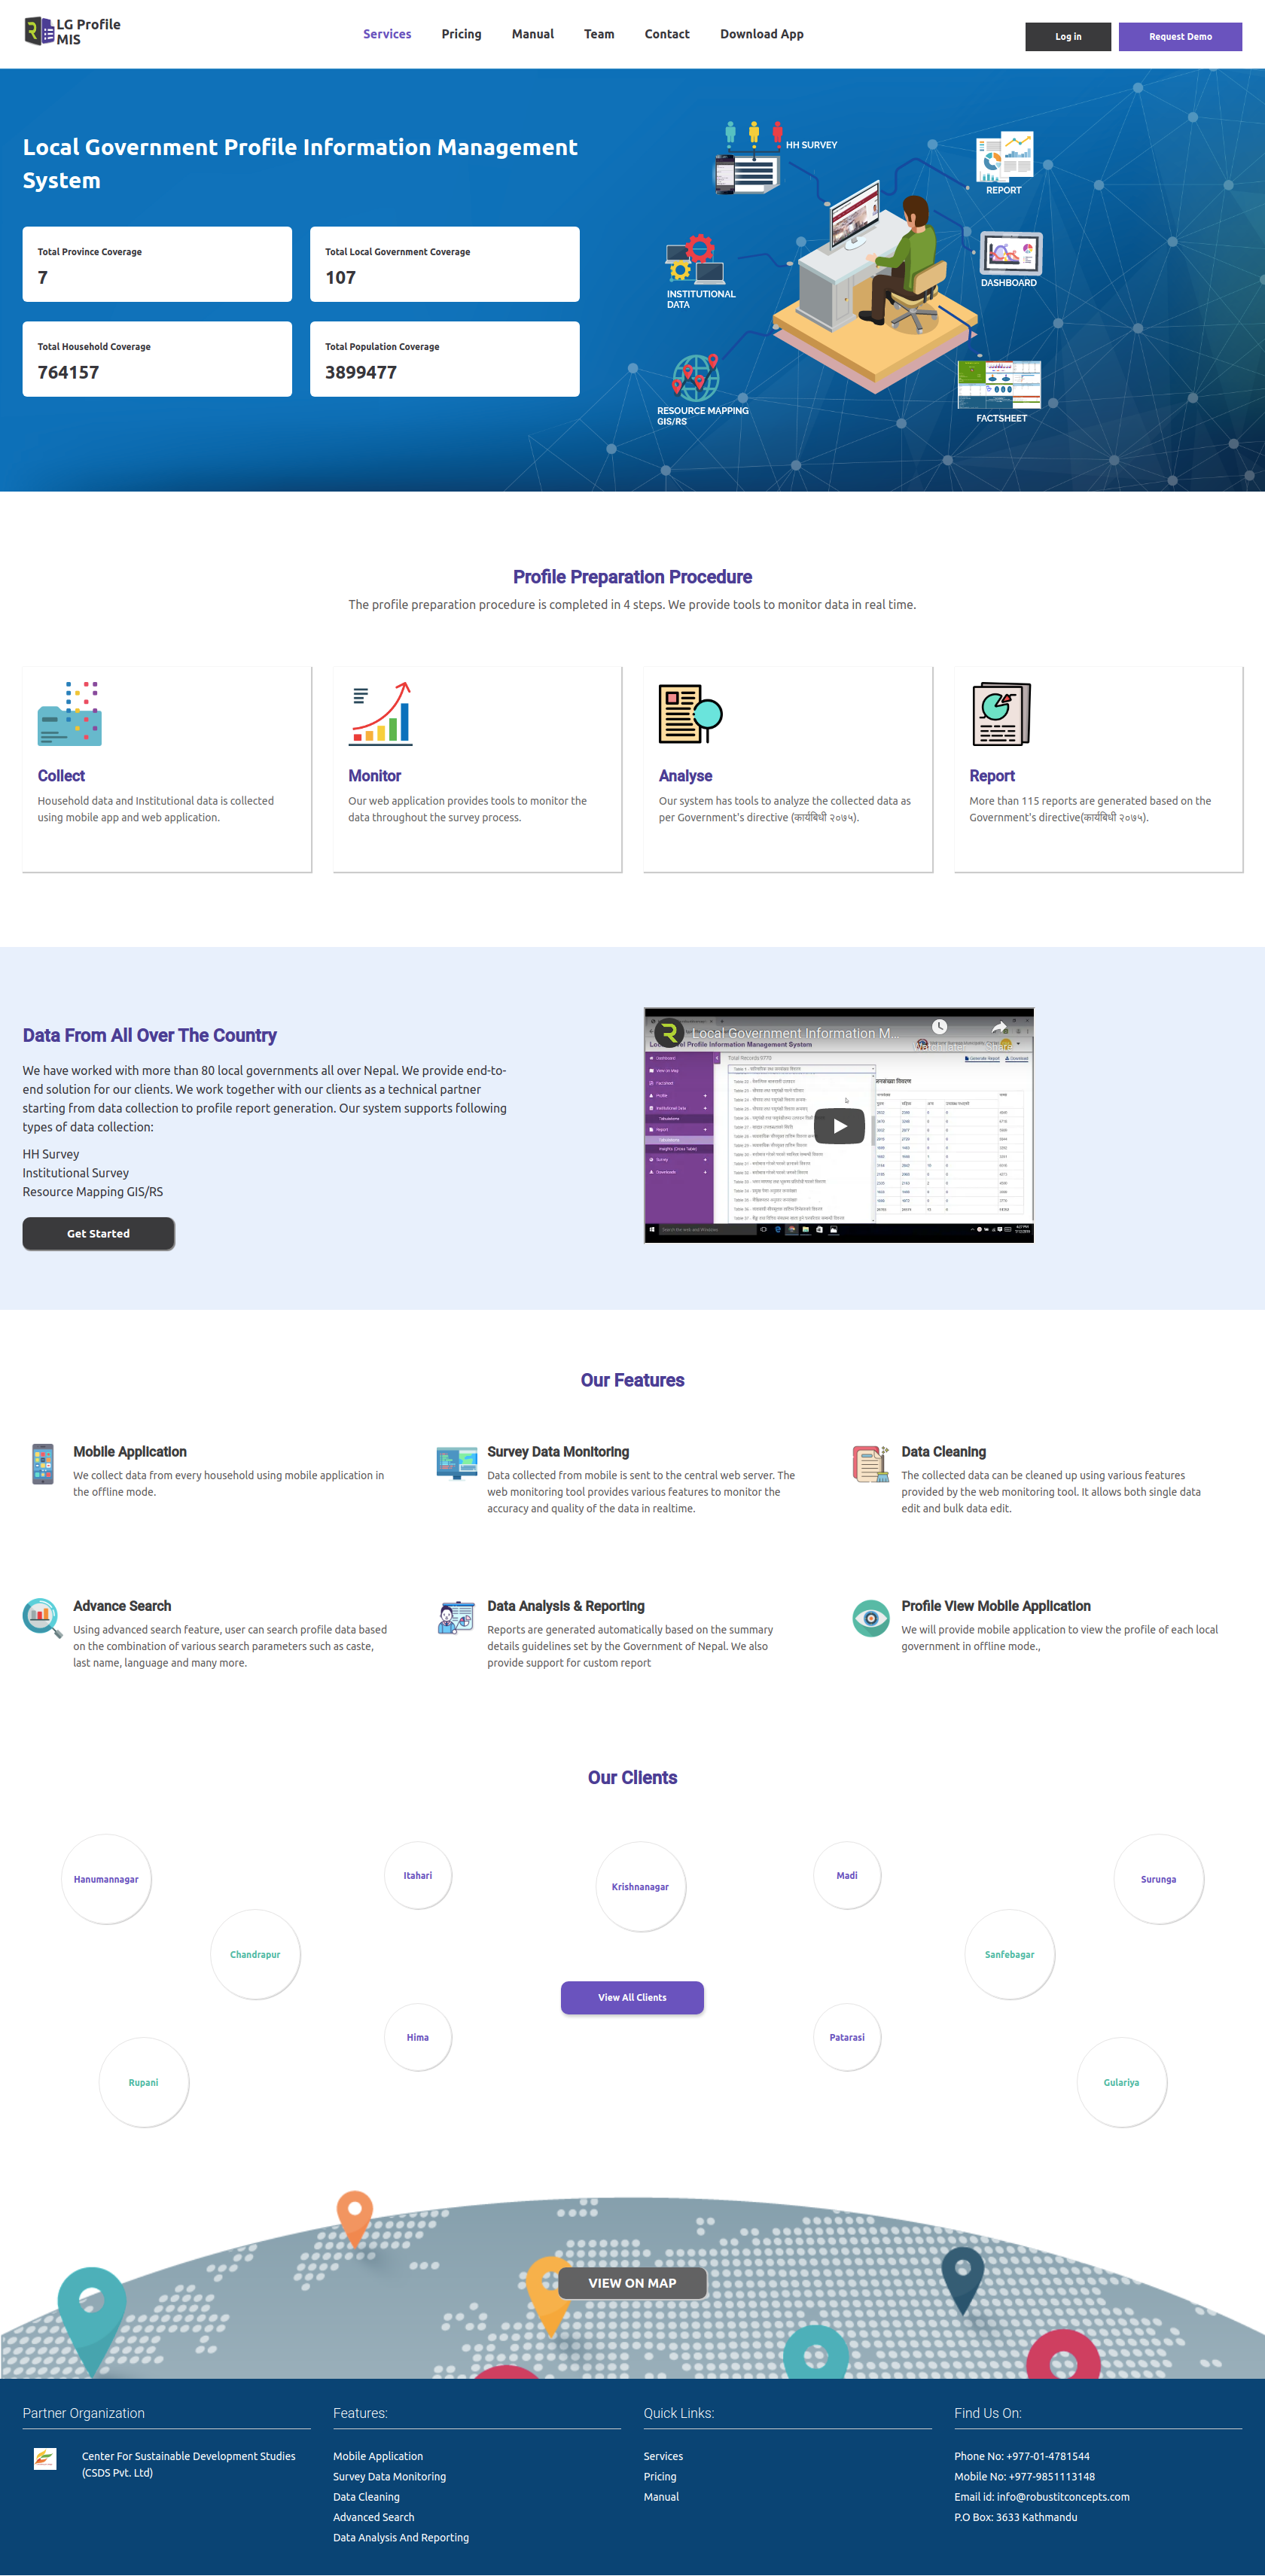 LG Profile
MIS
Services
Pricing
Manual
Team
Contact
Download App
Log in
Request Demo
Local Government Profile Information Management
System
Total Province Coverage
7
Total Local Government Coverage
107
Total Household Coverage
764157
Total Population Coverage
3899477
HH SURVEY
REPORT
INSTITUTIONAL
DATA
DASHBOARD
RESOURCE MAPPING
GIS/RS
FACTSHEET
Profile Preparation Procedure
The profile preparation procedure is completed in 4 steps. We provide tools to monitor data in real time.
Collect
Household data and Institutional data is collected
using mobile app and web application.
Monitor
Our web application provides tools to monitor the
data throughout the survey process.
Analyse
Our system has tools to analyze the collected data as
per Government's directive (कार्यबिधी २०७५).
Report
More than 115 reports are generated based on the
Government's directive(कार्यबिधी २०७५).
Data From All Over The Country
We have worked with more than 80 local governments all over Nepal. We provide end-to-
end solution for our clients. We work together with our clients as a technical partner
starting from data collection to profile report generation. Our system supports following
types of data collection:
HH Survey
Institutional Survey
Resource Mapping GIS/RS
Get Started
Local Government Information M...
Profile Information Management System
Dashboard
Total Records:9775
Generate Report
Download
Profile
Institutional Data
Report
Survey
Downloads
Our Features
Mobile Application
We collect data from every household using mobile application in
the offline mode.
Survey Data Monitoring
Data collected from mobile is sent to the central web server. The
web monitoring tool provides various features to monitor the
accuracy and quality of the data in realtime.
Data Cleaning
The collected data can be cleaned up using various features
provided by the web monitoring tool. It allows both single data
edit and bulk data edit.
Advance Search
Using advanced search feature, user can search profile data based
on the combination of various search parameters such as caste,
last name, language and many more.
Data Analysis & Reporting
Reports are generated automatically based on the summary
details guidelines set by the Government of Nepal. We also
provide support for custom report
Profile View Mobile Application
We will provide mobile application to view the profile of each local
government in offline mode.,
Our Clients
Hanumannagar
Itahari
Krishnanagar
Madi
Surunga
Chandrapur
Sanfebagar
View All Clients
Hima
Patarasi
Rupani
Gulariya
VIEW ON MAP
Partner Organization
Center For Sustainable Development Studies
(CSDS Pvt. Ltd)
Features:
Mobile Application
Survey Data Monitoring
Data Cleaning
Advanced Search
Data Analysis And Reporting
Quick Links:
Services
Pricing
Manual
Find Us On:
Phone No: +977-01-4781544
Mobile No: +977-9851113148
Email id: info@robustitconcepts.com
P.O Box: 3633 Kathmandu